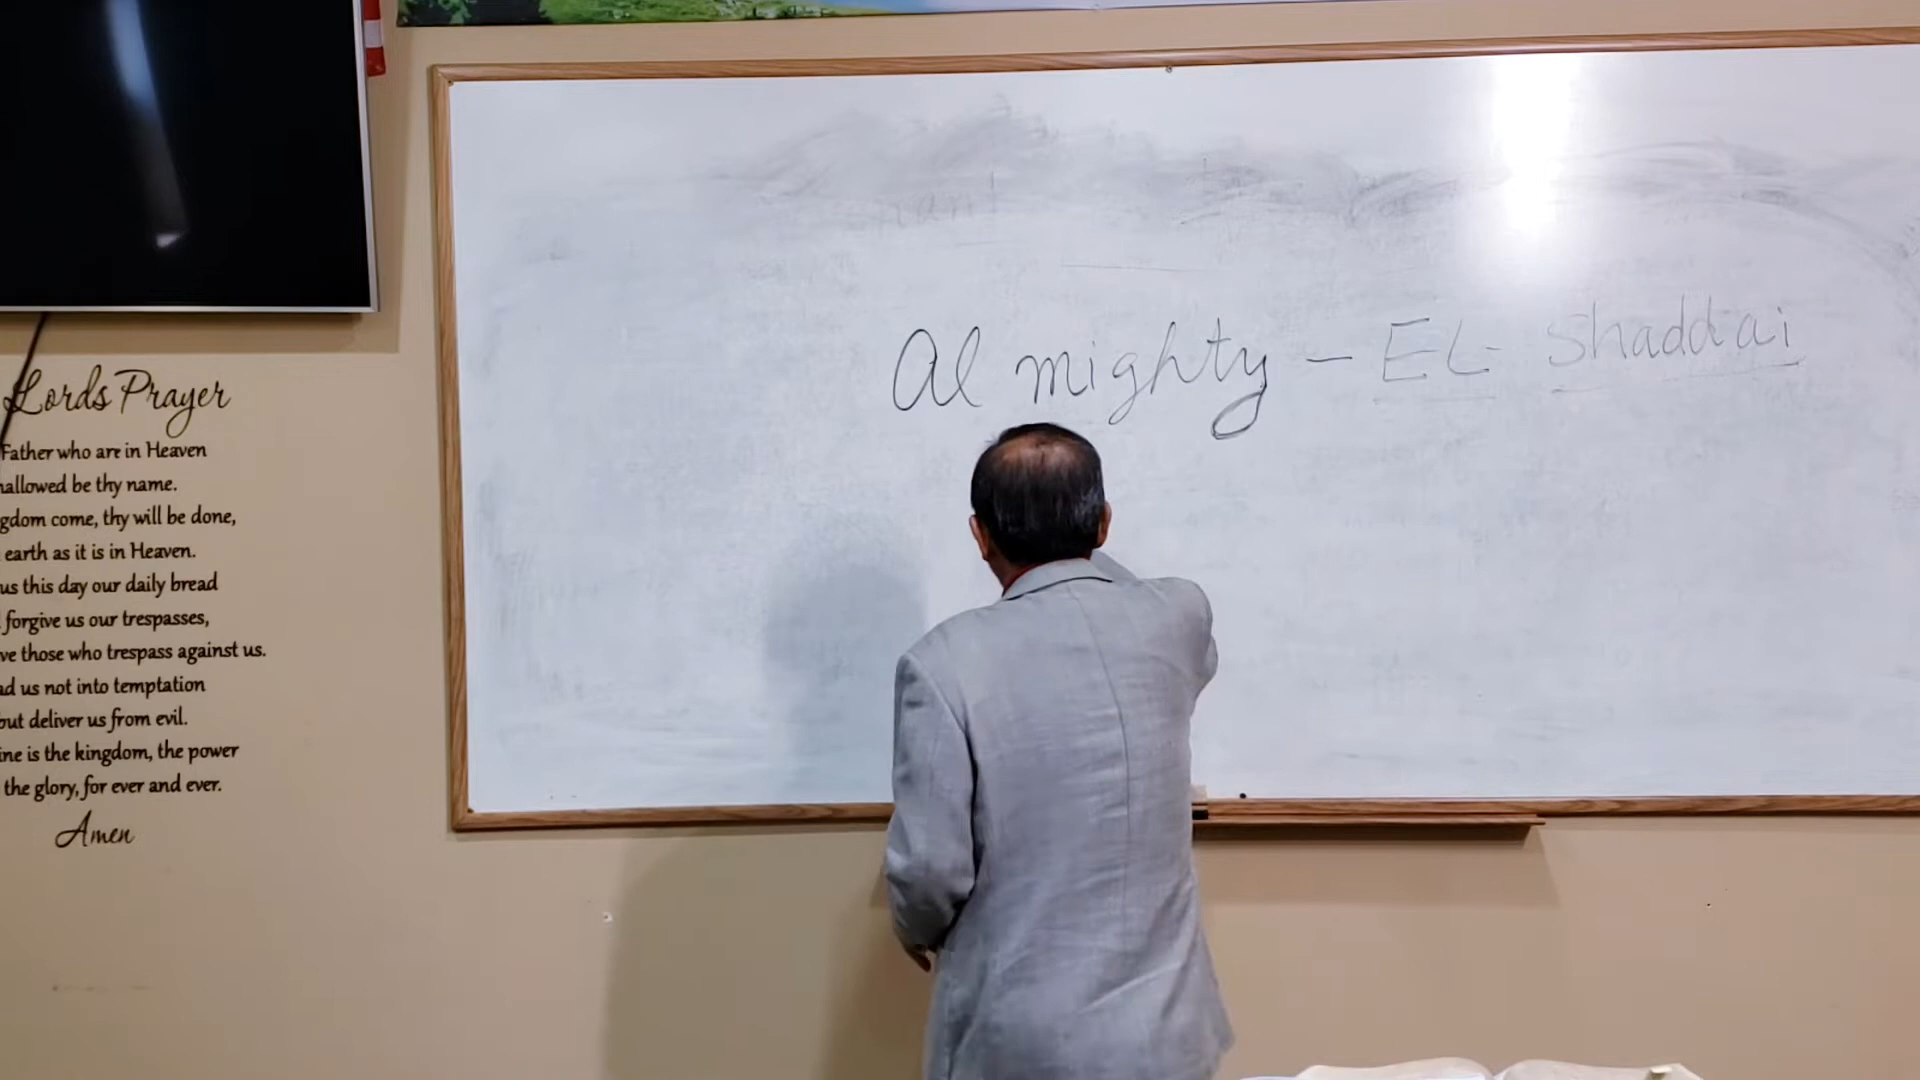 Almighty - EL- Shaddai
Lords Prayer
Father who are in Heaven
hallowed be thy name.
gdom come, thy will be done,
earth as it is in Heaven.
us this day our daily bread
forgive us our trespasses,
ve those who trespass against us.
ad us not into temptation
but deliver us from evil.
ine is the kingdom, the power
the glory, for ever and ever.
Amen